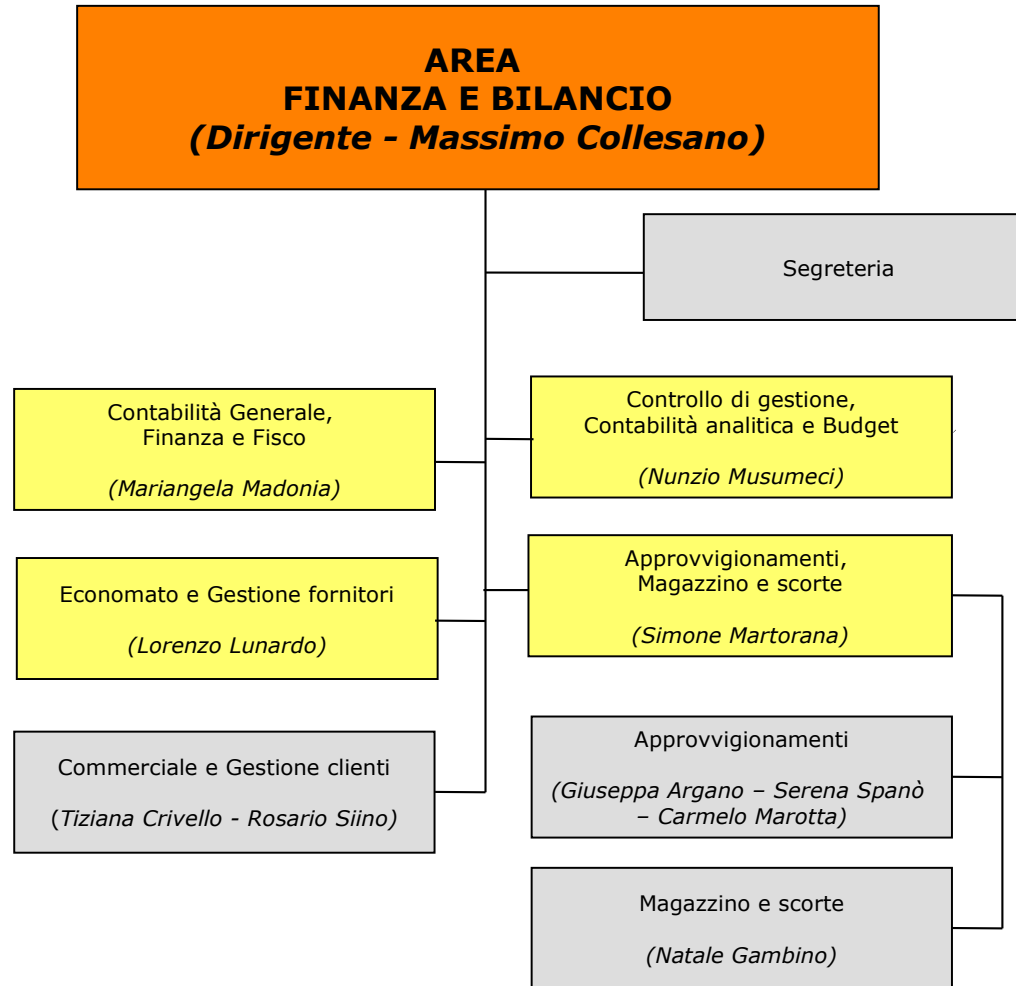 AREA
FINANZA E BILANCIO
(Dirigente - Massimo Collesano)
Segreteria
Contabilità Generale,
Finanza e Fisco
(Mariangela Madonia)
Controllo di gestione,
Contabilità analitica e Budget
(Nunzio Musumeci)
Economato e Gestione fornitori
(Lorenzo Lunardo)
Approvvigionamenti,
Magazzino e scorte
(Simone Martorana)
Commerciale e Gestione clienti
(Tiziana Crivello - Rosario Siino)
Approvvigionamenti
(Giuseppa Argano – Serena Spanò
– Carmelo Marotta)
Magazzino e scorte
(Natale Gambino)